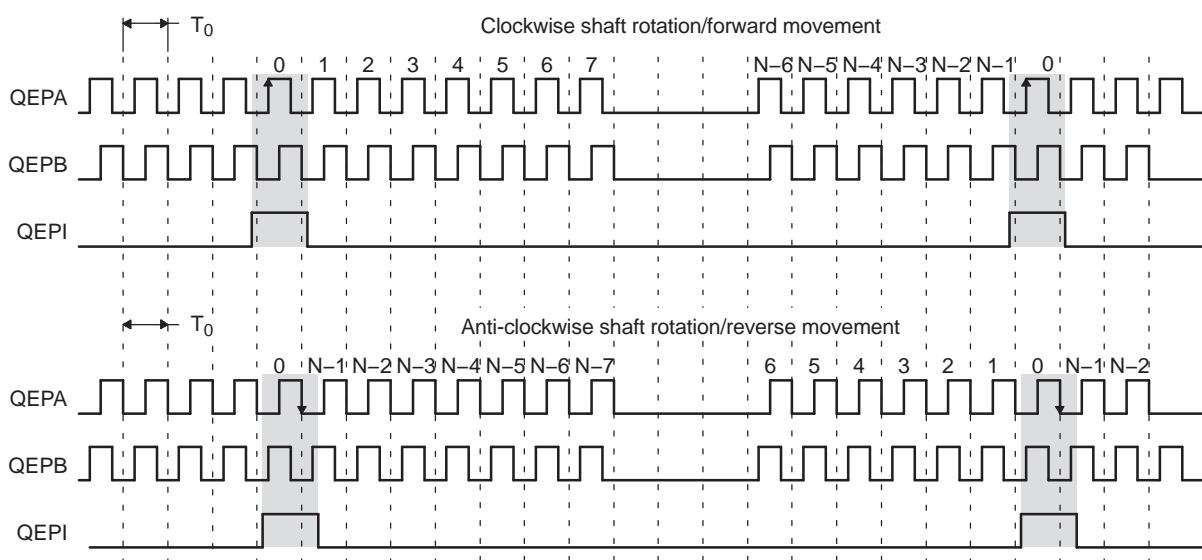 T0 Clockwise shaft rotation/forward movement
0 1 2 3 4 5 6 7 N–6 N–5 N–4 N–3 N–2 N–1 0
QEPA
QEPB
QEPI
T0 Anti-clockwise shaft rotation/reverse movement
0 N–1 N–2 N–3 N–4 N–5 N–6 N–7 6 5 4 3 2 1 0 N–1 N–2
QEPA
QEPB
QEPI